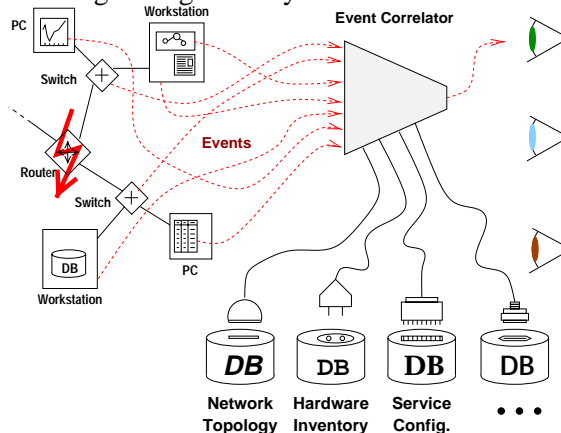 Workstation
PC
Event Correlator
Switch
Events
Router
Switch
DB
PC
Workstation
DB
DB
DB
DB
Network
Topology
Hardware
Inventory
Service
Config.
• • •